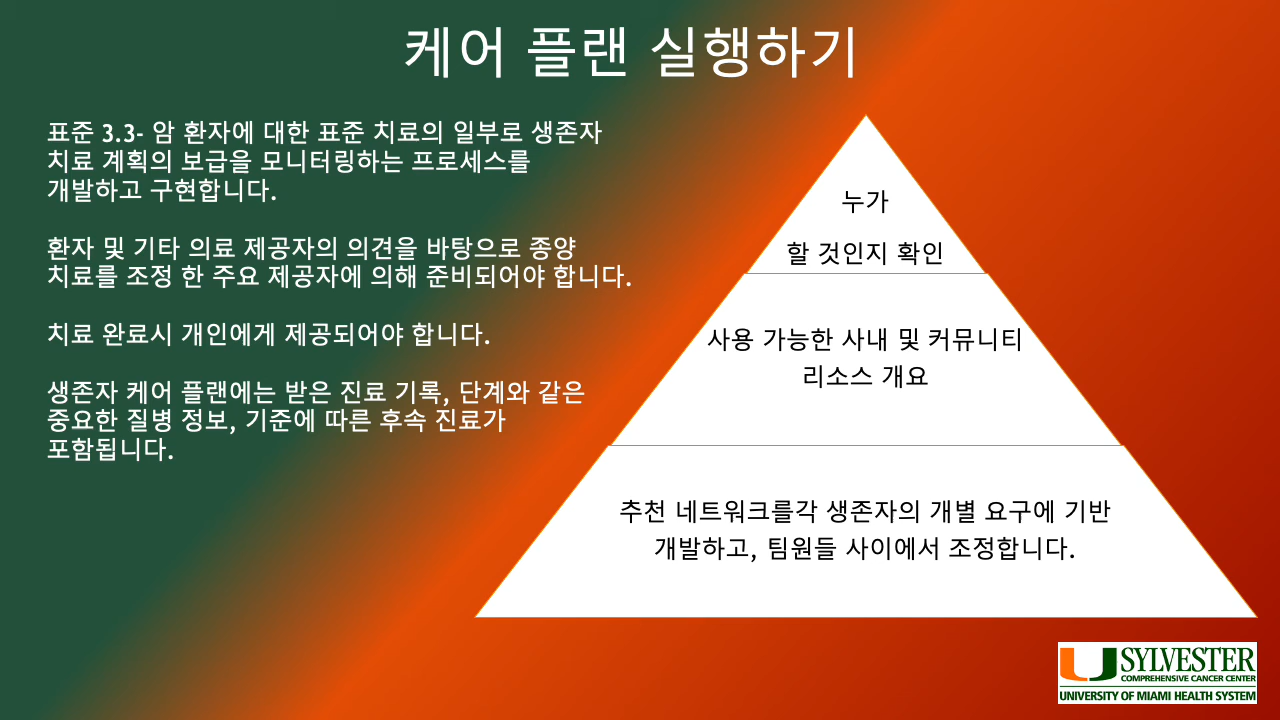 케어 플랜 실행하기
표준 3.3- 암 환자에 대한 표준 치료의 일부로 생존자
치료 계획의 보급을 모니터링하는 프로세스를
개발하고 구현합니다.
환자 및 기타 의료 제공자의 의견을 바탕으로 종양
치료를 조정 한 주요 제공자에 의해 준비되어야 합니다.
치료 완료시 개인에게 제공되어야 합니다.
생존자 케어 플랜에는 받은 진료 기록, 단계와 같은
중요한 질병 정보, 기준에 따른 후속 진료가
포함됩니다.
누가
할 것인지 확인
사용 가능한 사내 및 커뮤니티
리소스 개요
추천 네트워크를각 생존자의 개별 요구에 기반
개발하고, 팀원들 사이에서 조정합니다.
SYLVESTER
COMPREHENSIVE CANCER CENTER
UNIVERSITY OF MIAMI HEALTH SYSTEM